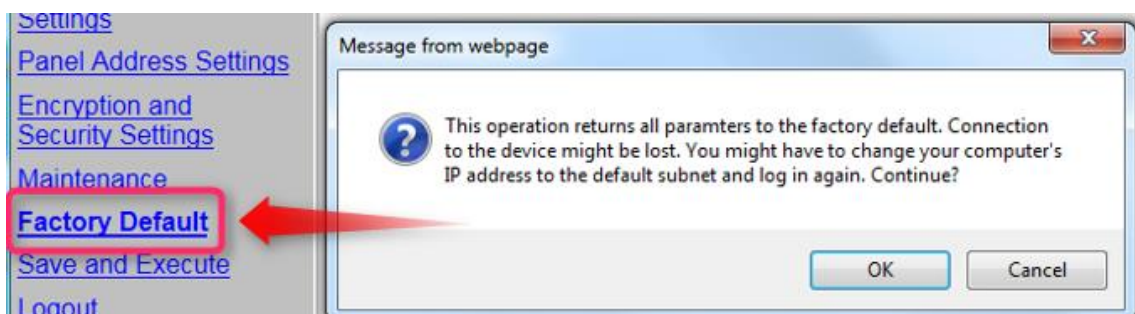 Settings
Panel Address Settings
Encryption and
Security Settings
Maintenance
Factory Default
Save and Execute
Logout
Message from webpage
This operation returns all paramters to the factory default. Connection
to the device might be lost. You might have to change your computer's
IP address to the default subnet and log in again. Continue?
OK
Cancel